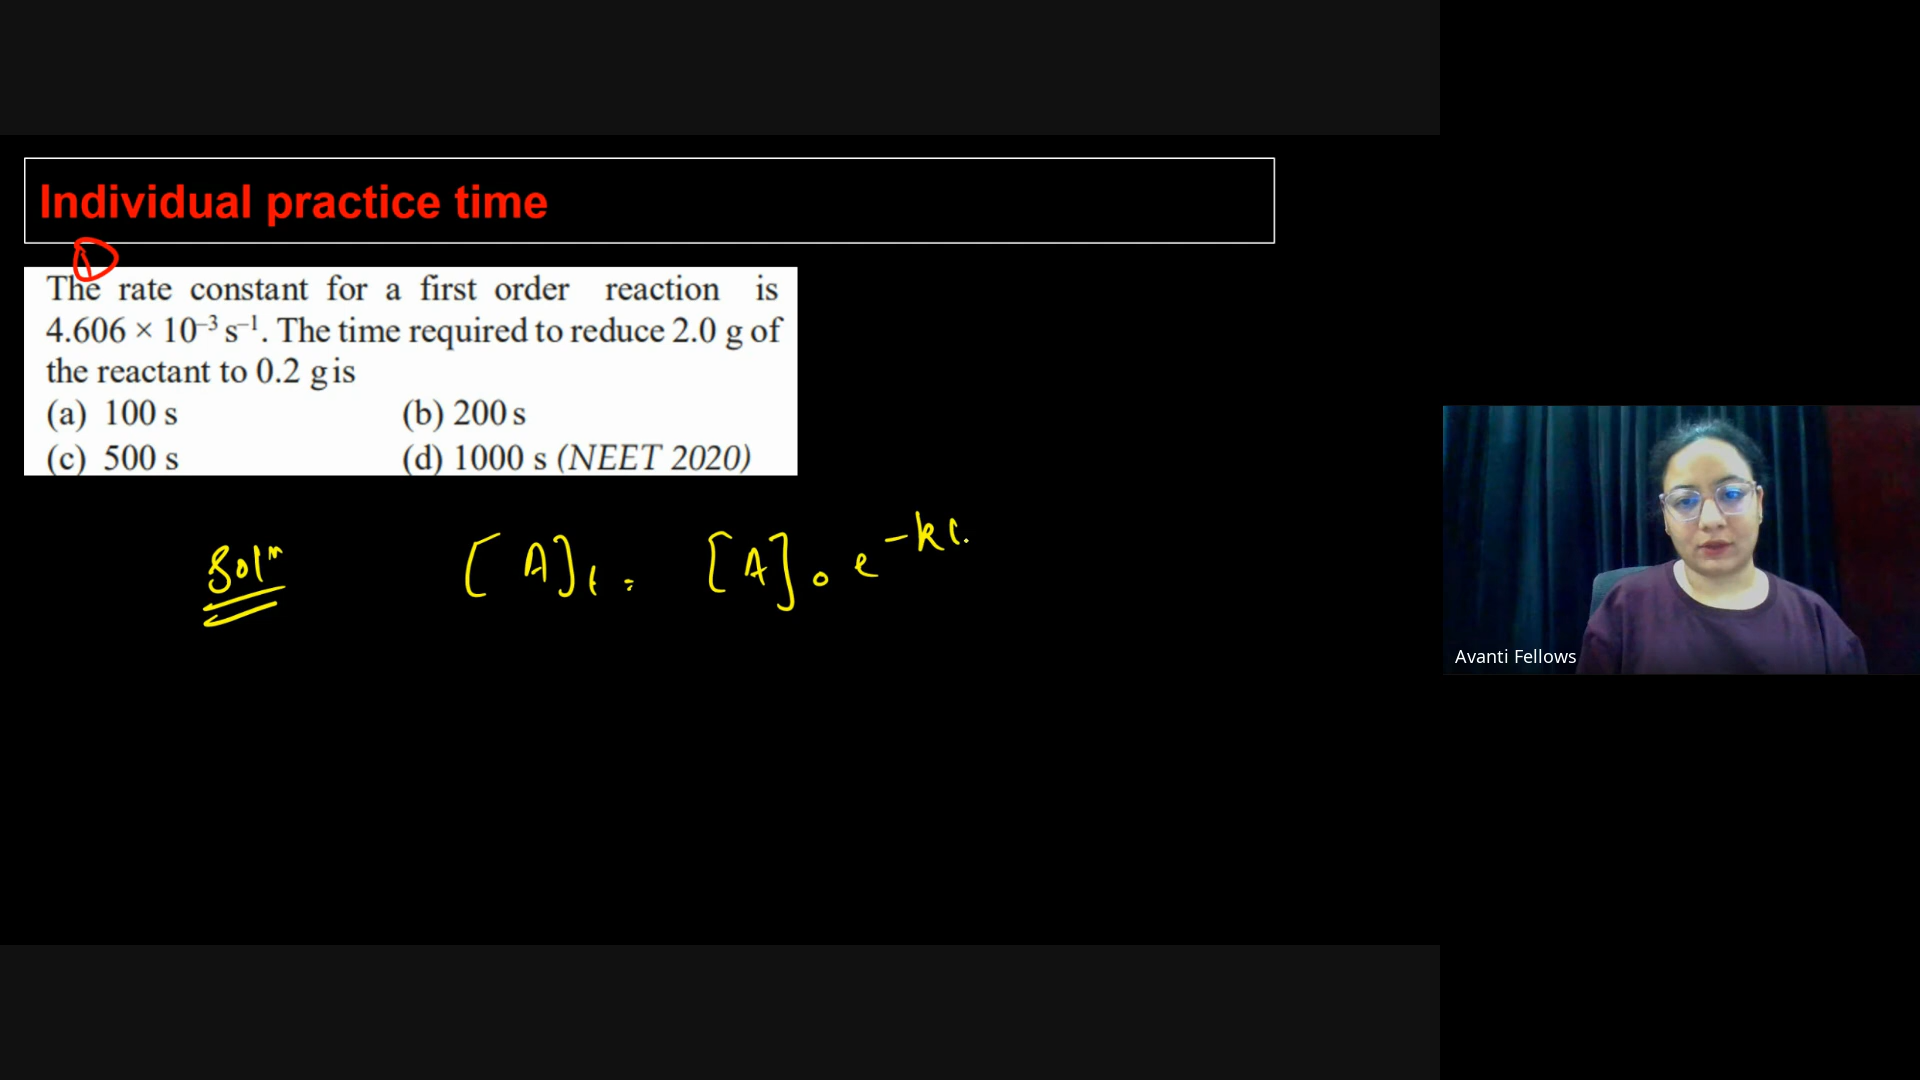 Individual practice time
1
The rate constant for a first order reaction is
4.606 × 10⁻³ s⁻¹. The time required to reduce 2.0 g of
the reactant to 0.2 g is
(a) 100 s (b) 200 s
(c) 500 s (d) 1000 s (NEET 2020)
Solⁿ [A]t = [A]₀ e⁻ᵏᵗ
Avanti Fellows